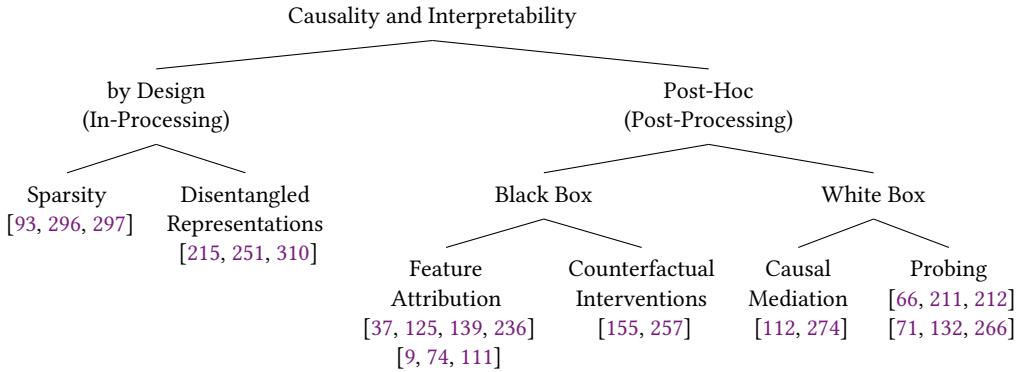 Causality and Interpretability
by Design
(In-Processing)
Post-Hoc
(Post-Processing)
Sparsity
[93, 296, 297]
Disentangled
Representations
[215, 251, 310]
Black Box
White Box
Feature
Attribution
[37, 125, 139, 236]
[9, 74, 111]
Counterfactual
Interventions
[155, 257]
Causal
Mediation
[112, 274]
Probing
[66, 211, 212]
[71, 132, 266]